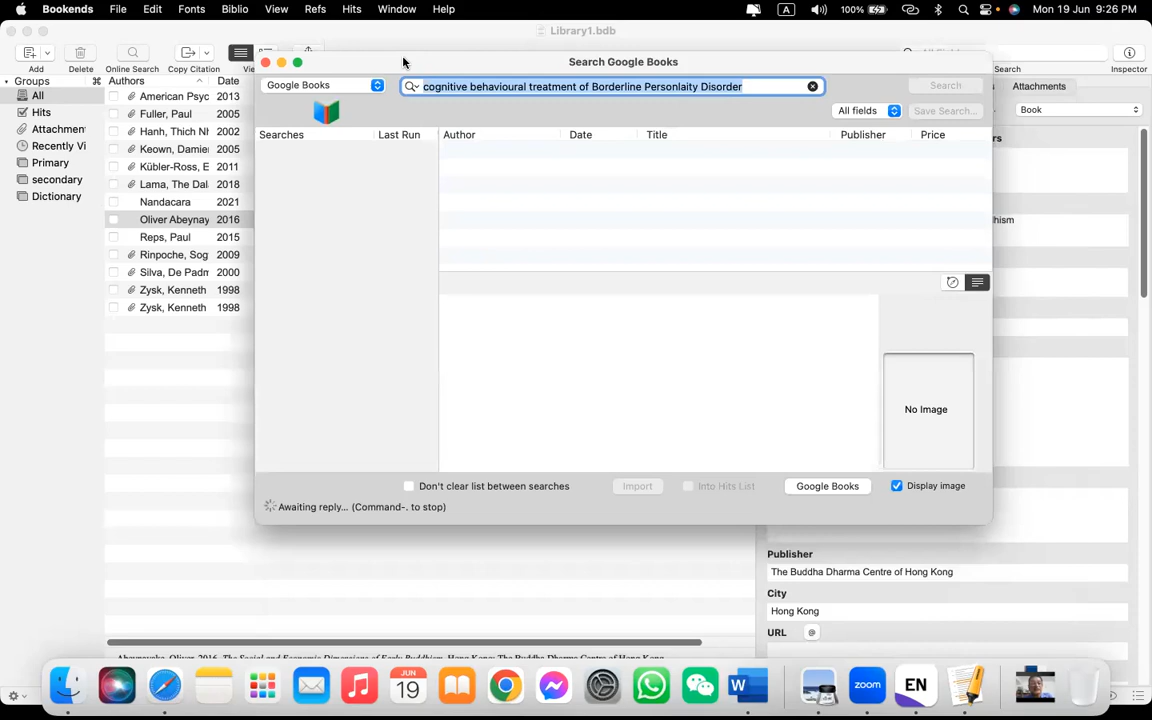 Bookends File Edit Fonts Biblio View Refs Hits Window Help
A 100% Mon 19 Jun 9:26 PM
Library1.bdb
Add Delete Online Search Copy Citation Search Inspector
Groups
All
Hits
Attachment
Recently Vi
Primary
secondary
Dictionary
Authors Date
American Psyc 2013
Fuller, Paul 2005
Hanh, Thich Nh 2002
Keown, Damie 2005
Kübler-Ross, E 2011
Lama, The Dal 2018
Nandacara 2021
Oliver Abeynay 2016
Reps, Paul 2015
Rinpoche, Sog 2009
Silva, De Padm 2000
Zysk, Kenneth 1998
Zysk, Kenneth 1998
Search Google Books
Google Books
cognitive behavioural treatment of Borderline Personlaity Disorder
Search
All fields
Save Search...
Searches Last Run Author Date Title Publisher Price
No Image
Don't clear list between searches Import Into Hits List Google Books Display image
Awaiting reply... (Command-. to stop)
Attachments
Book
Publisher
The Buddha Dharma Centre of Hong Kong
City
Hong Kong
URL @
JUN
19
W
zoom
EN